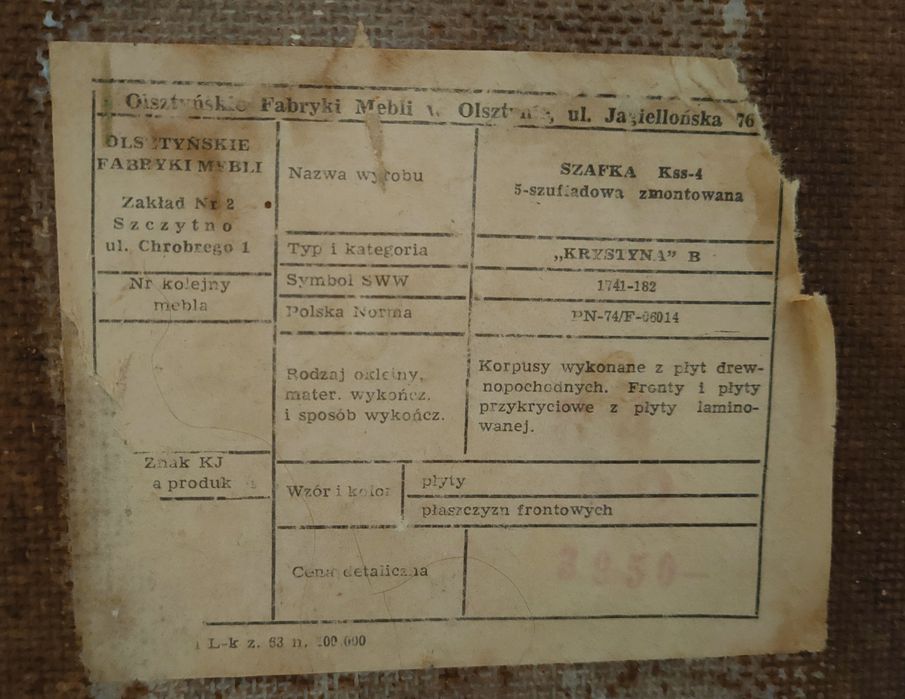 Olsztyńskie Fabryki Mebli w Olsztynie, ul. Jagiellońska 76
OLSZTYŃSKIE
FABRYKI MEBLI
Zakład Nr 2
Szczytno
ul. Chrobrego 1
Nr kolejny
mebla
Znak KJ
a produk
Nazwa wyrobu
SZAFKA Kss-4
5-szufladowa zmontowana
Typ i kategoria
„KRYSTYNA” B
Symbol SWW
1741-182
Polska Norma
PN-74/F-06014
Rodzaj okleiny,
mater. wykończ.
i sposób wykończ.
Korpusy wykonane z płyt drew-
nopochodnych. Fronty i płyty
przykryciowe z płyty lamino-
wanej.
Wzór i kolor
płyty
płaszczyzn frontowych
Cena detaliczna
3950-
L-k z. 63 n. 000